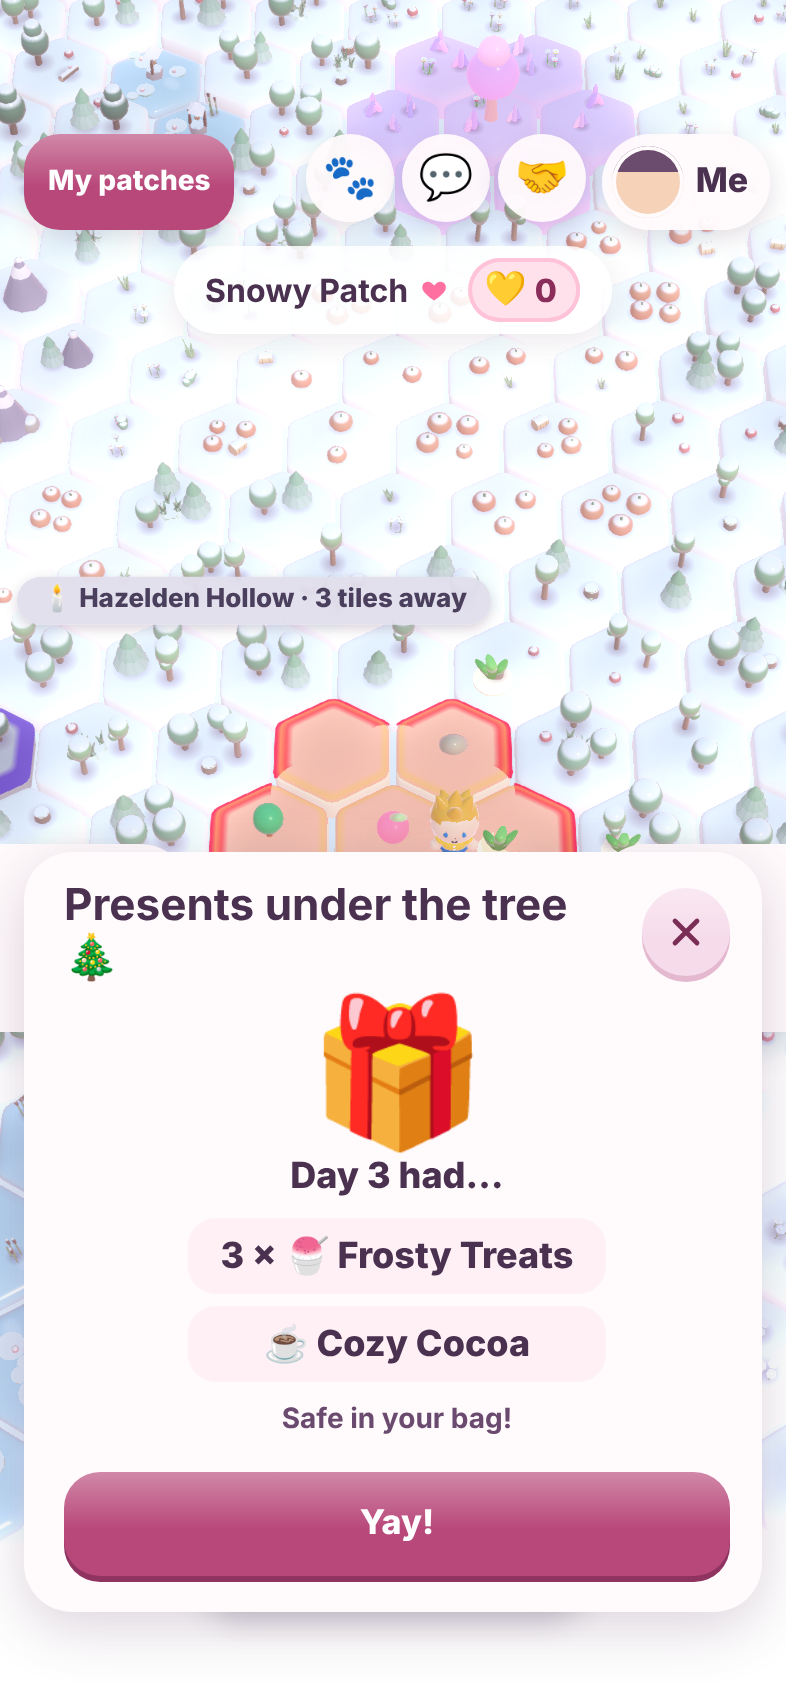 My patches
💬
Me
Snowy Patch
💛 0
🕯️ Hazelden Hollow · 3 tiles away
Presents under the tree
🎄
Day 3 had...
3 × 🍧 Frosty Treats
☕ Cozy Cocoa
Safe in your bag!
Yay!